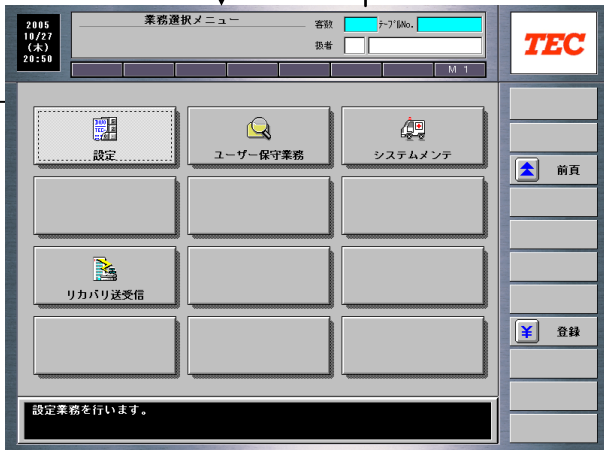 2005
10/27
(木)
20:50
業務選択メニュー
客数
ﾃｰﾌﾞﾙNo.
扱者
M 1
TEC
設定
ユーザー保守業務
システムメンテ
前頁
リカバリ送受信
¥ 登録
設定業務を行います。